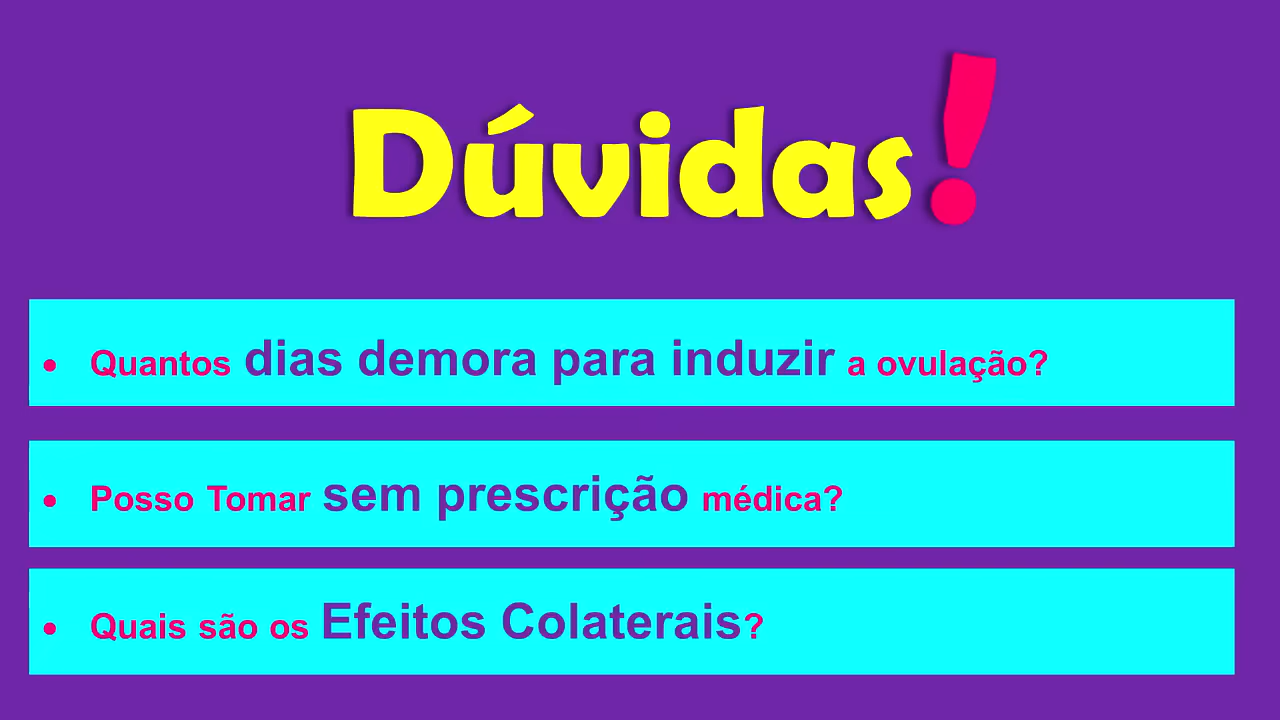 Dúvidas!
• Quantos dias demora para induzir a ovulação?
• Posso Tomar sem prescrição médica?
• Quais são os Efeitos Colaterais?